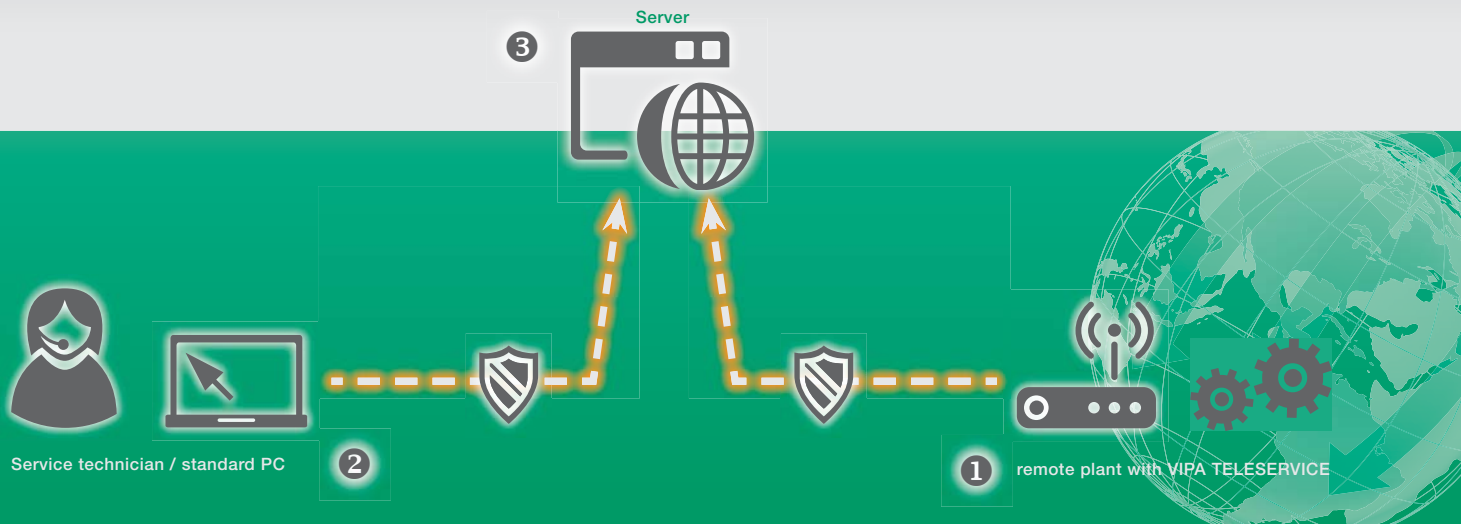 Server
3
Service technician / standard PC
2
1
remote plant with VIPA TELESERVICE